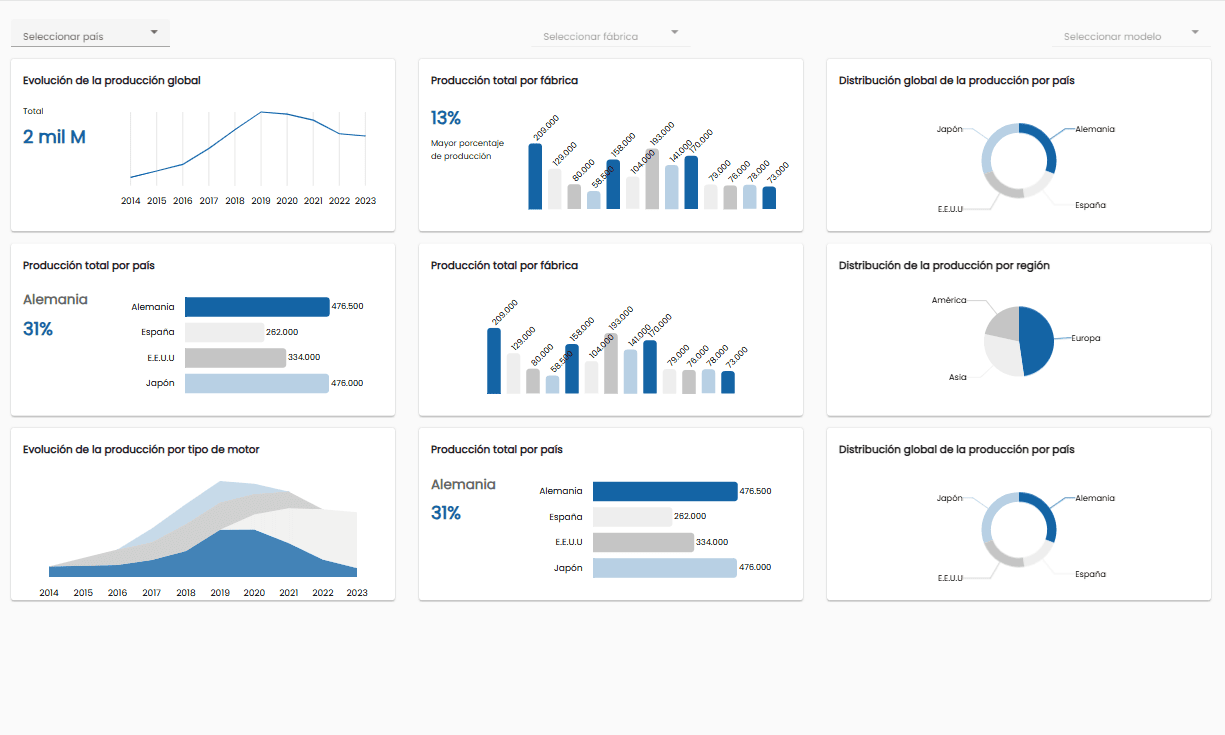 Seleccionar país
Seleccionar fábrica
Seleccionar modelo
Evolución de la producción global
Total
2 mil M
2014 2015 2016 2017 2018 2019 2020 2021 2022 2023
Producción total por fábrica
13%
Mayor porcentaje
de producción
209.000
129.000
80.000
58.500
158.000
104.000
193.000
141.000
170.000
79.000
76.000
78.000
73.000
Distribución global de la producción por país
Japón
Alemania
E.E.U.U
España
Producción total por país
Alemania
31%
Alemania 476.500
España 262.000
E.E.U.U 334.000
Japón 476.000
Producción total por fábrica
209.000
129.000
80.000
58.500
158.000
104.000
193.000
141.000
170.000
79.000
76.000
78.000
73.000
Distribución de la producción por región
América
Europa
Asia
Evolución de la producción por tipo de motor
2014 2015 2016 2017 2018 2019 2020 2021 2022 2023
Producción total por país
Alemania
31%
Alemania 476.500
España 262.000
E.E.U.U 334.000
Japón 476.000
Distribución global de la producción por país
Japón
Alemania
E.E.U.U
España